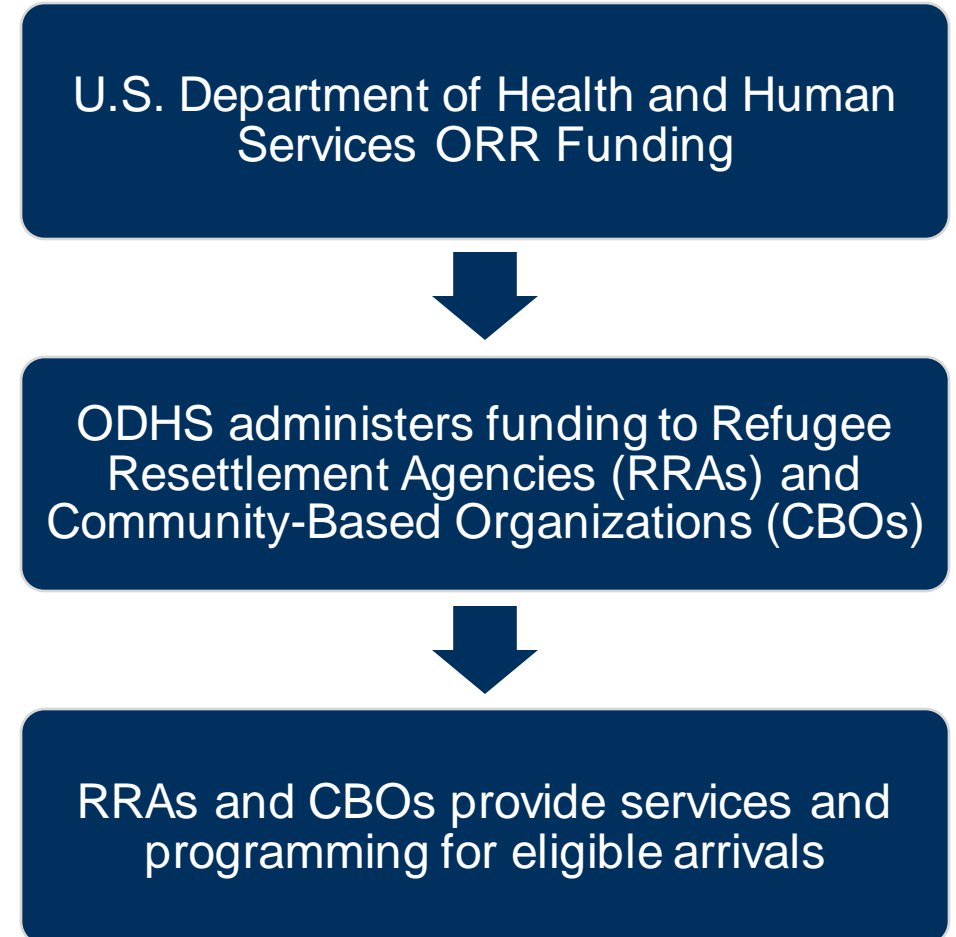 U.S. Department of Health and Human
Services ORR Funding
ODHS administers funding to Refugee
Resettlement Agencies (RRAs) and
Community-Based Organizations (CBOs)
RRAs and CBOs provide services and
programming for eligible arrivals